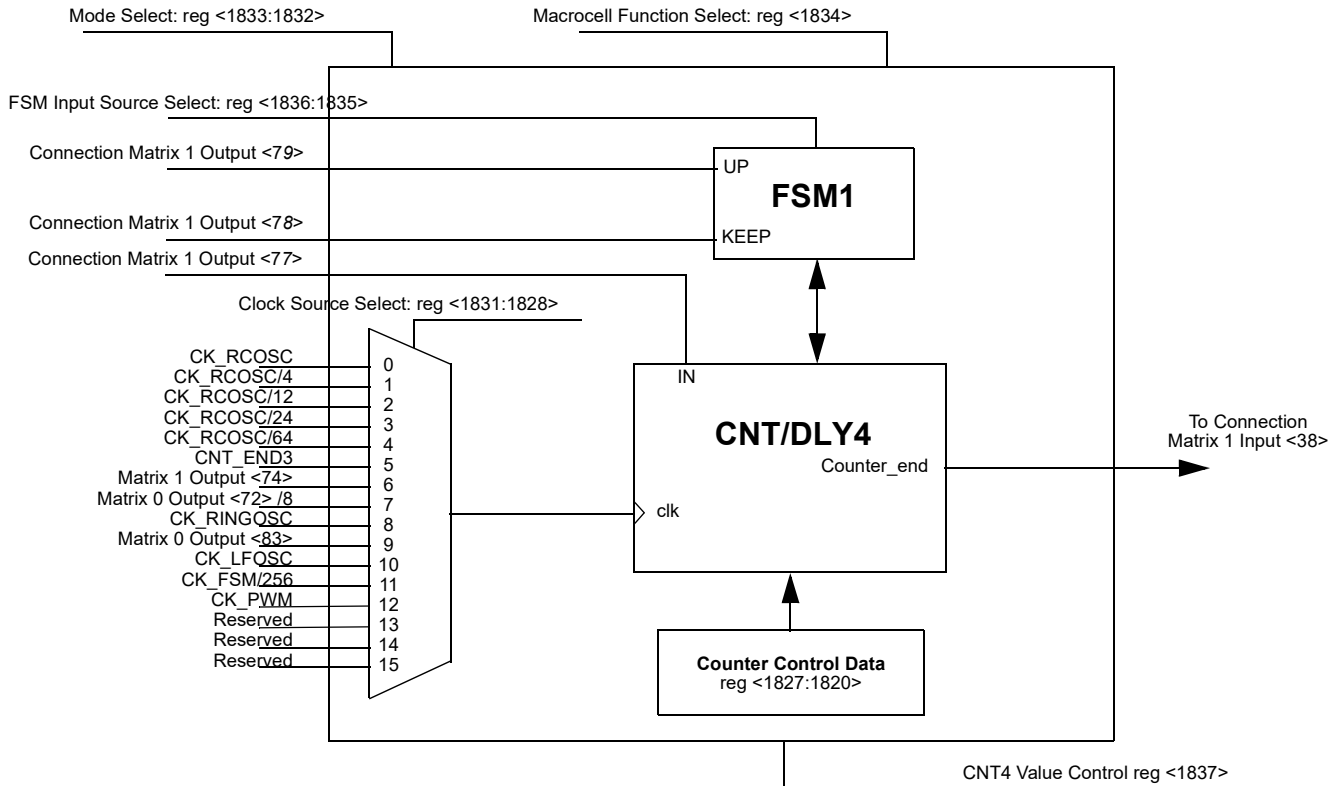 Mode Select: reg <1833:1832>
Macrocell Function Select: reg <1834>
FSM Input Source Select: reg <1836:1835>
Connection Matrix 1 Output <79>
UP
FSM1
Connection Matrix 1 Output <78>
KEEP
Connection Matrix 1 Output <77>
Clock Source Select: reg <1831:1828>
CK_RCOSC
0
CK_RCOSC/4
1
CK_RCOSC/12
2
CK_RCOSC/24
3
CK_RCOSC/64
4
CNT_END3
5
Matrix 1 Output <74>
6
Matrix 0 Output <72> /8
7
CK_RINGOSC
8
Matrix 0 Output <83>
9
CK_LFOSC
10
CK_FSM/256
11
CK_PWM
12
Reserved
13
Reserved
14
Reserved
15
IN
CNT/DLY4
Counter_end
clk
To Connection
Matrix 1 Input <38>
Counter Control Data
reg <1827:1820>
CNT4 Value Control reg <1837>